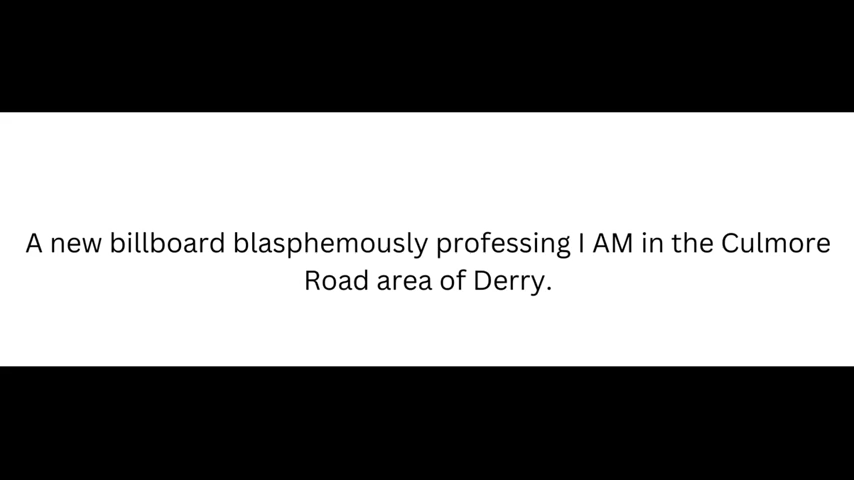 A new billboard blasphemously professing I AM in the Culmore
Road area of Derry.